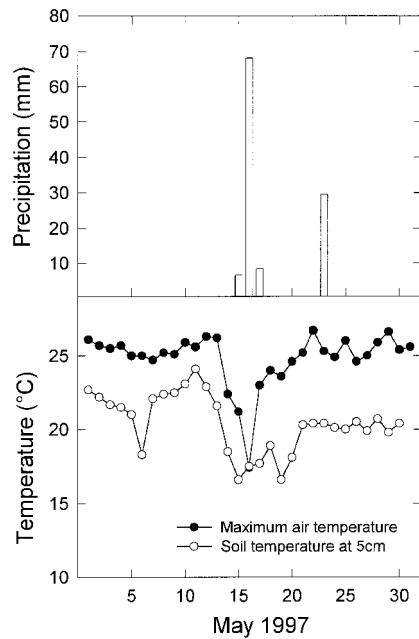 80
70
60
50
40
30
20
10
Precipitation (mm)
25
20
15
10
Temperature (°C)
Maximum air temperature
Soil temperature at 5cm
5 10 15 20 25 30
May 1997